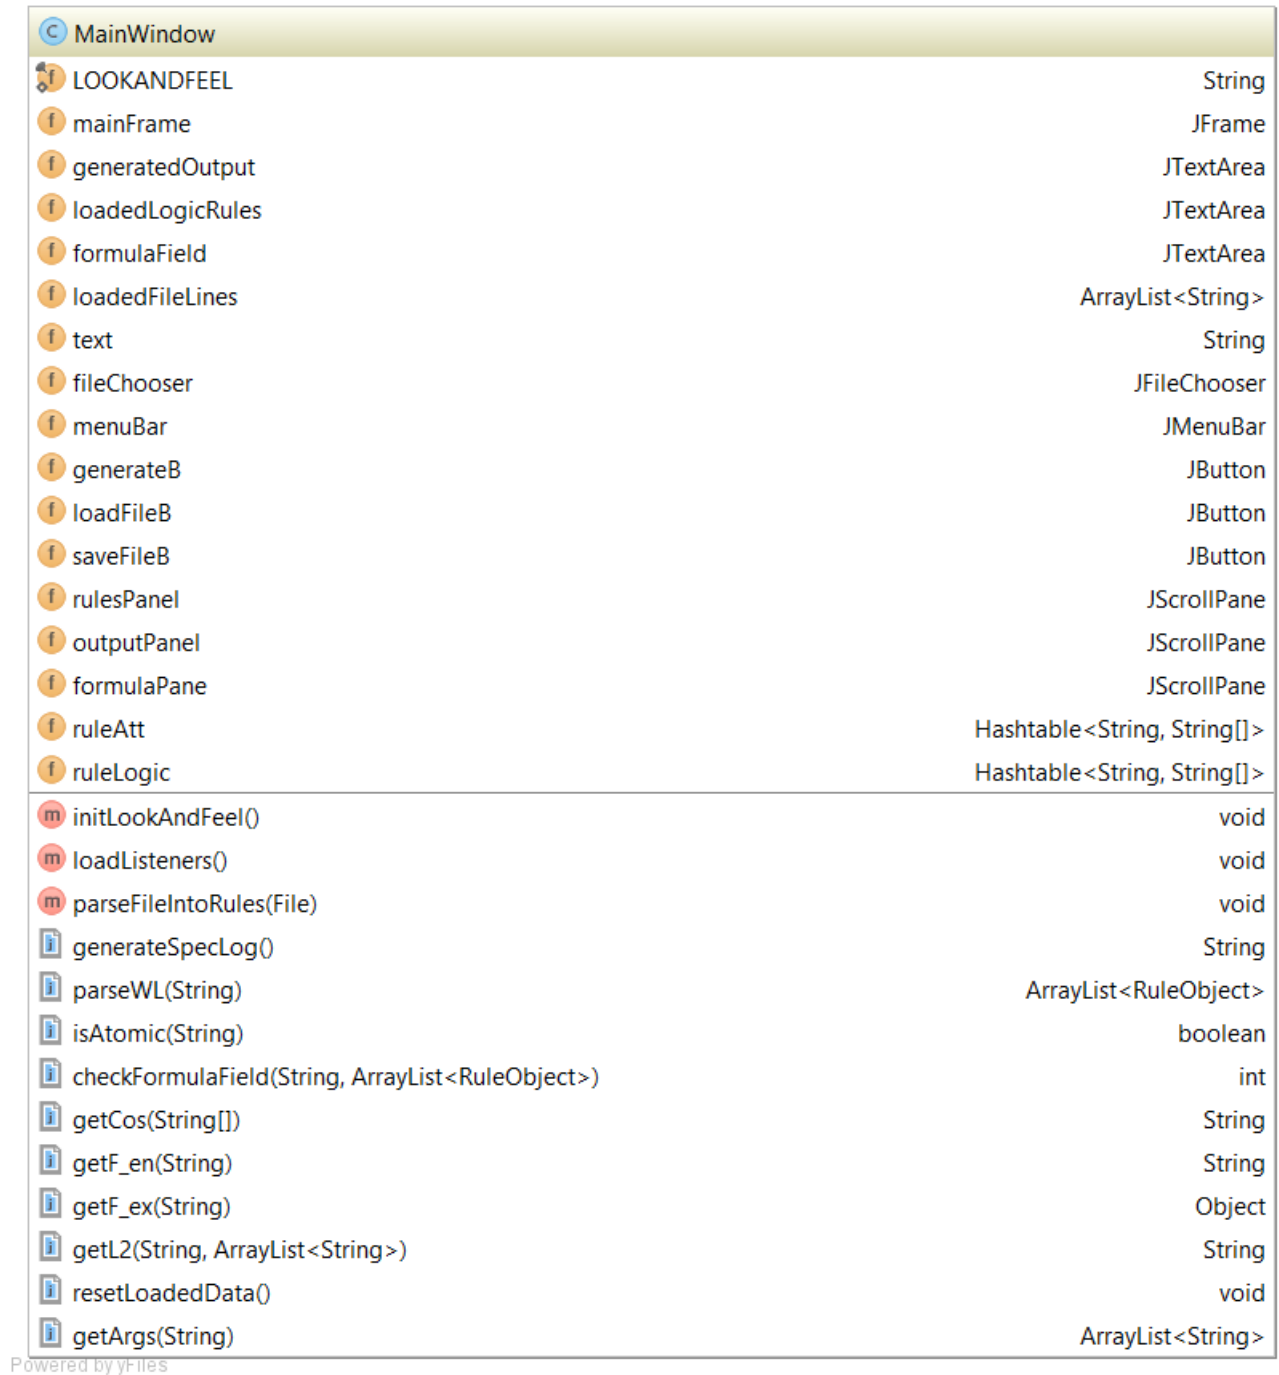 MainWindow
LOOKANDFEEL String
mainFrame JFrame
generatedOutput JTextArea
loadedLogicRules JTextArea
formulaField JTextArea
loadedFileLines ArrayList<String>
text String
fileChooser JFileChooser
menuBar JMenuBar
generateB JButton
loadFileB JButton
saveFileB JButton
rulesPanel JScrollPane
outputPanel JScrollPane
formulaPane JScrollPane
ruleAtt Hashtable<String, String[]>
ruleLogic Hashtable<String, String[]>
initLookAndFeel() void
loadListeners() void
parseFileIntoRules(File) void
generateSpecLog() String
parseWL(String) ArrayList<RuleObject>
isAtomic(String) boolean
checkFormulaField(String, ArrayList<RuleObject>) int
getCos(String[]) String
getF_en(String) String
getF_ex(String) Object
getL2(String, ArrayList<String>) String
resetLoadedData() void
getArgs(String) ArrayList<String>
Powered by yFiles